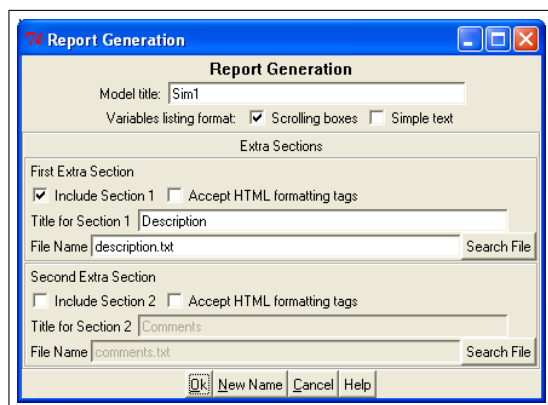 Report Generation
Report Generation
Model title: Sim1
Variables listing format: Scrolling boxes Simple text
Extra Sections
First Extra Section
Include Section 1 Accept HTML formatting tags
Title for Section 1 Description
File Name description.txt Search File
Second Extra Section
Include Section 2 Accept HTML formatting tags
Title for Section 2 Comments
File Name comments.txt Search File
Ok New Name Cancel Help